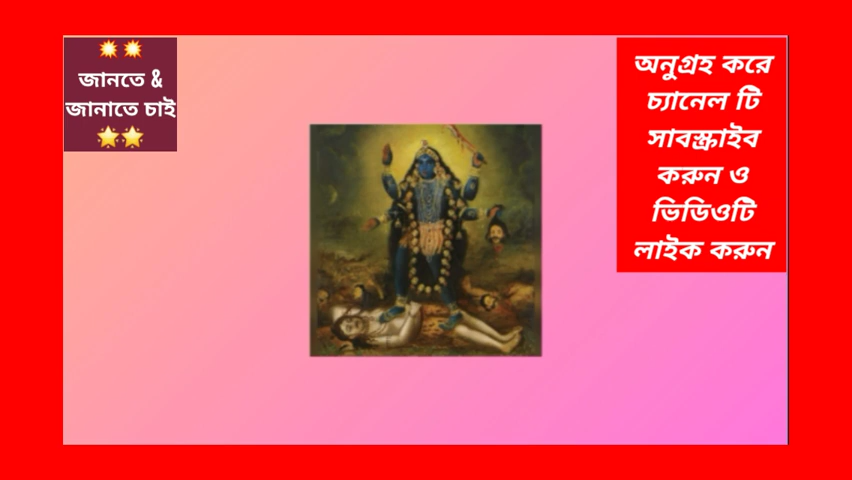 জানতে &
জানাতে চাই
অনুগ্রহ করে
চ্যানেল টি
সাবস্ক্রাইব
করুন ও
ভিডিওটি
লাইক করুন